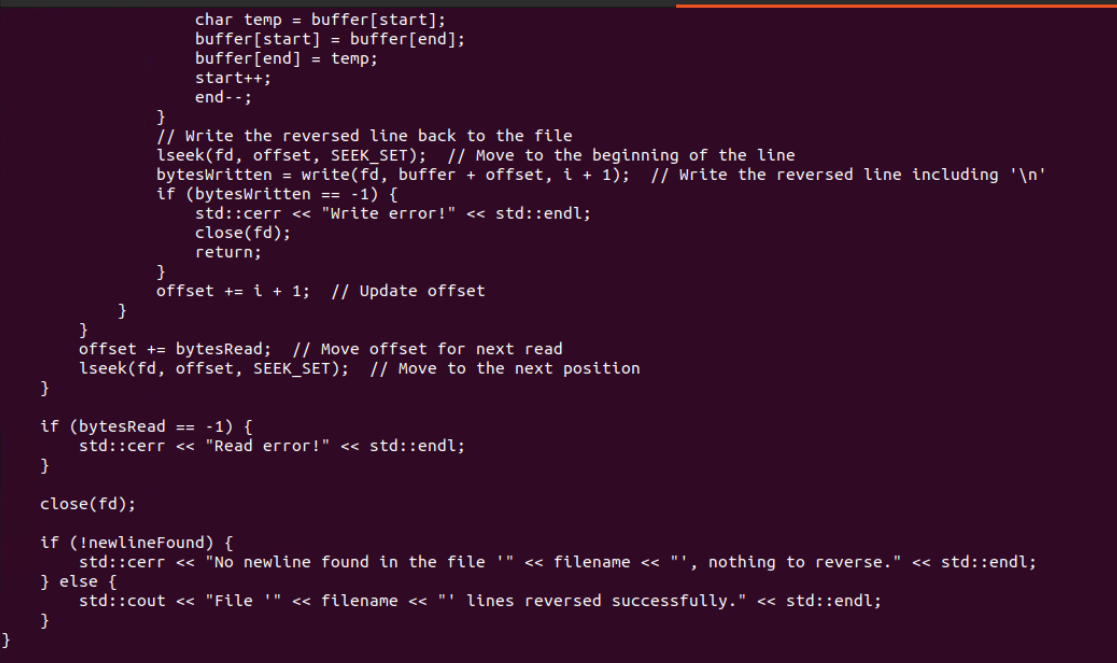 char temp = buffer[start];
                    buffer[start] = buffer[end];
                    buffer[end] = temp;
                    start++;
                    end--;
                }
                // Write the reversed line back to the file
                lseek(fd, offset, SEEK_SET);  // Move to the beginning of the line
                bytesWritten = write(fd, buffer + offset, i + 1);  // Write the reversed line including '\n'
                if (bytesWritten == -1) {
                    std::cerr << "Write error!" << std::endl;
                    close(fd);
                    return;
                }
                offset += i + 1;  // Update offset
            }
        }
        offset += bytesRead;  // Move offset for next read
        lseek(fd, offset, SEEK_SET);  // Move to the next position
    }

    if (bytesRead == -1) {
        std::cerr << "Read error!" << std::endl;
    }

    close(fd);

    if (!newlineFound) {
        std::cerr << "No newline found in the file '" << filename << "', nothing to reverse." << std::endl;
    } else {
        std::cout << "File '" << filename << "' lines reversed successfully." << std::endl;
    }
}